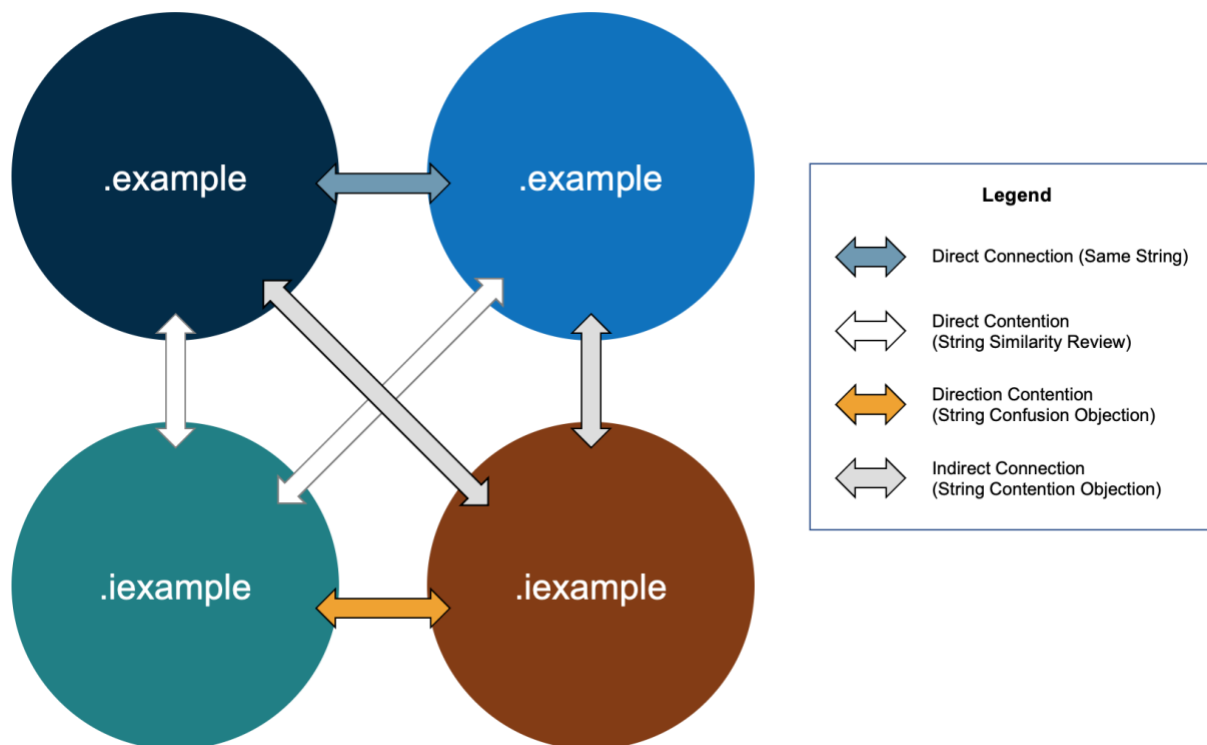 .example
.example
.iexample
.iexample
Legend
Direct Connection (Same String)
Direct Contention
(String Similarity Review)
Direction Contention
(String Confusion Objection)
Indirect Connection
(String Contention Objection)